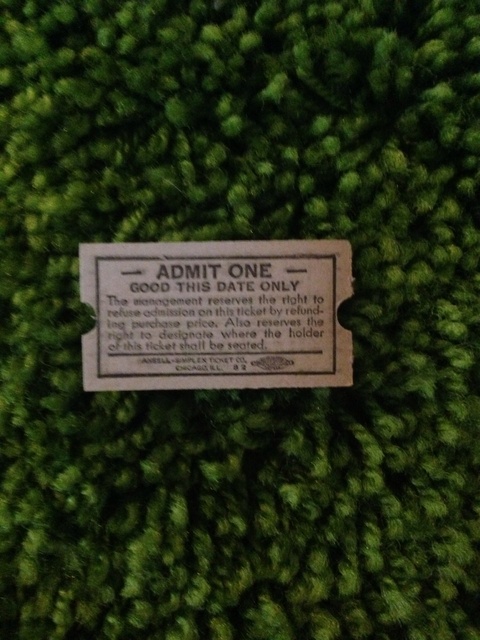 — ADMIT ONE —
GOOD THIS DATE ONLY
The management reserves the right to
refuse admission on this ticket by refund-
ing purchase price. Also reserves the
right to designate where the holder
of this ticket shall be seated.
ANSELL-SIMPLEX TICKET CO.
CHICAGO, ILL.